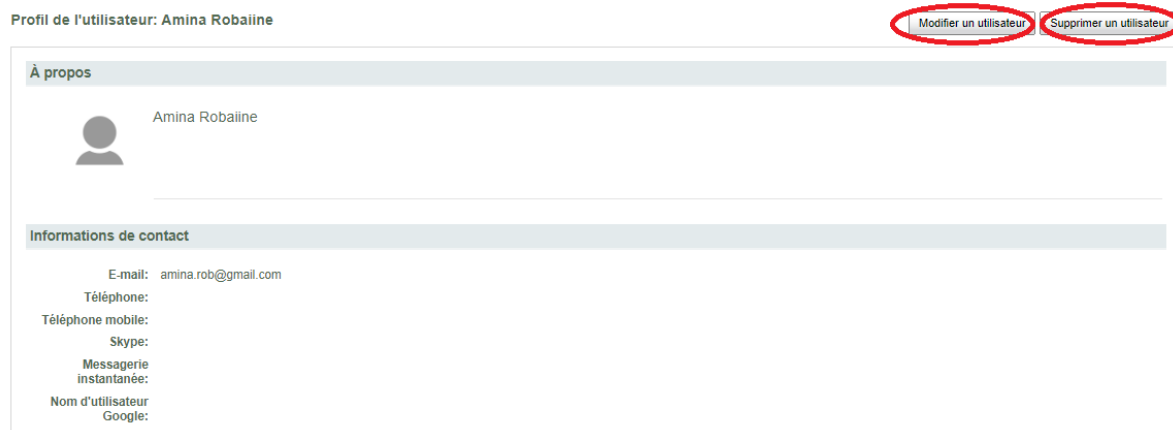 Profil de l'utilisateur: Amina Robaiine
Modifier un utilisateur
Supprimer un utilisateur
À propos
Amina Robaiine
Informations de contact
E-mail: amina.rob@gmail.com
Téléphone:
Téléphone mobile:
Skype:
Messagerie
instantanée:
Nom d'utilisateur
Google: